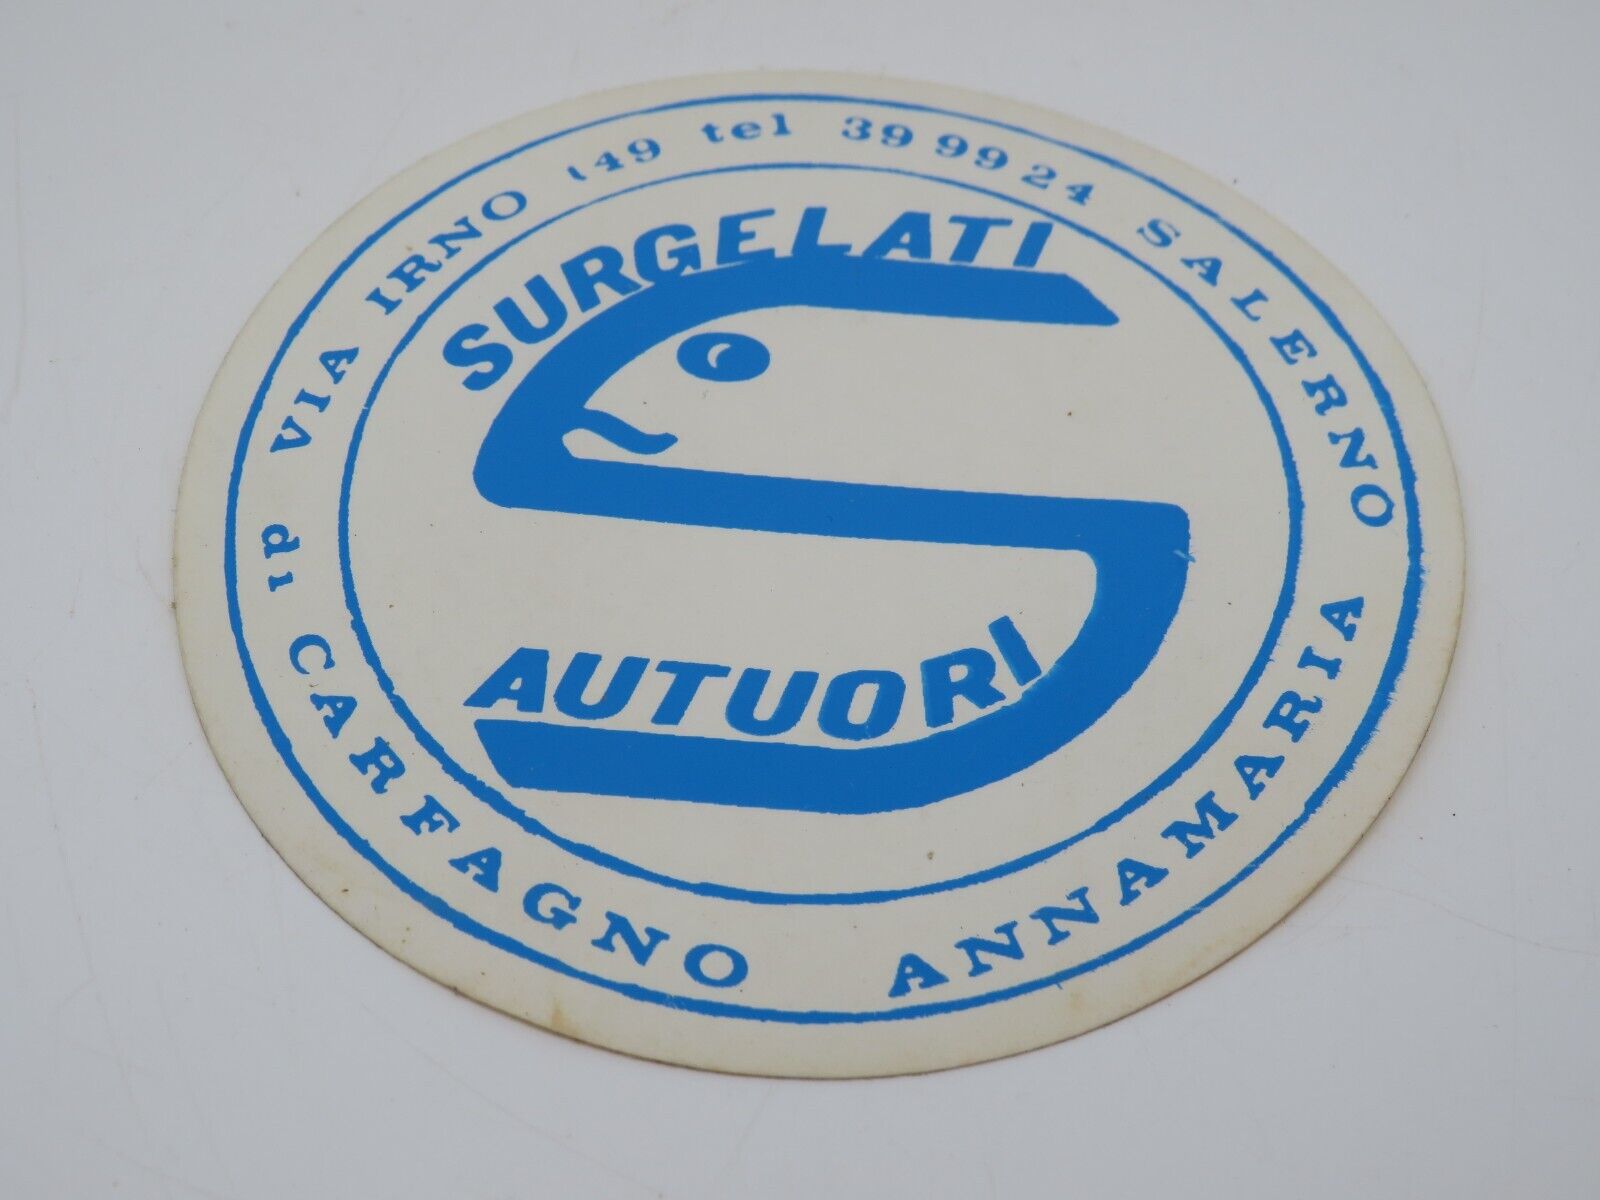 SURGELATI
AUTUORI
VIA IRNO 149 tel 39 99 24 SALERNO
di CARFAGNO ANNAMARIA